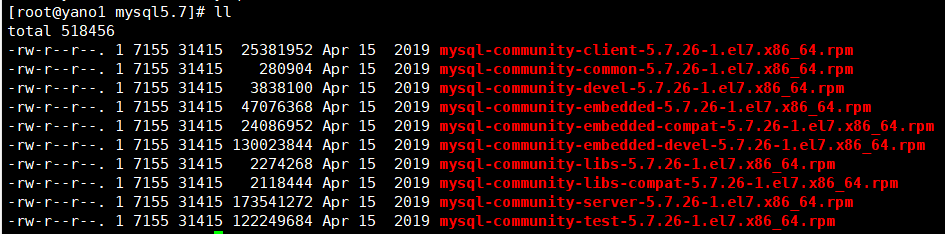 [root@yano1 mysql5.7]# ll
total 518456
-rw-r--r--. 1 7155 31415  25381952 Apr 15  2019 mysql-community-client-5.7.26-1.el7.x86_64.rpm
-rw-r--r--. 1 7155 31415    280904 Apr 15  2019 mysql-community-common-5.7.26-1.el7.x86_64.rpm
-rw-r--r--. 1 7155 31415   3838100 Apr 15  2019 mysql-community-devel-5.7.26-1.el7.x86_64.rpm
-rw-r--r--. 1 7155 31415  47076368 Apr 15  2019 mysql-community-embedded-5.7.26-1.el7.x86_64.rpm
-rw-r--r--. 1 7155 31415  24086952 Apr 15  2019 mysql-community-embedded-compat-5.7.26-1.el7.x86_64.rpm
-rw-r--r--. 1 7155 31415 130023844 Apr 15  2019 mysql-community-embedded-devel-5.7.26-1.el7.x86_64.rpm
-rw-r--r--. 1 7155 31415   2274268 Apr 15  2019 mysql-community-libs-5.7.26-1.el7.x86_64.rpm
-rw-r--r--. 1 7155 31415   2118444 Apr 15  2019 mysql-community-libs-compat-5.7.26-1.el7.x86_64.rpm
-rw-r--r--. 1 7155 31415 173541272 Apr 15  2019 mysql-community-server-5.7.26-1.el7.x86_64.rpm
-rw-r--r--. 1 7155 31415 122249684 Apr 15  2019 mysql-community-test-5.7.26-1.el7.x86_64.rpm